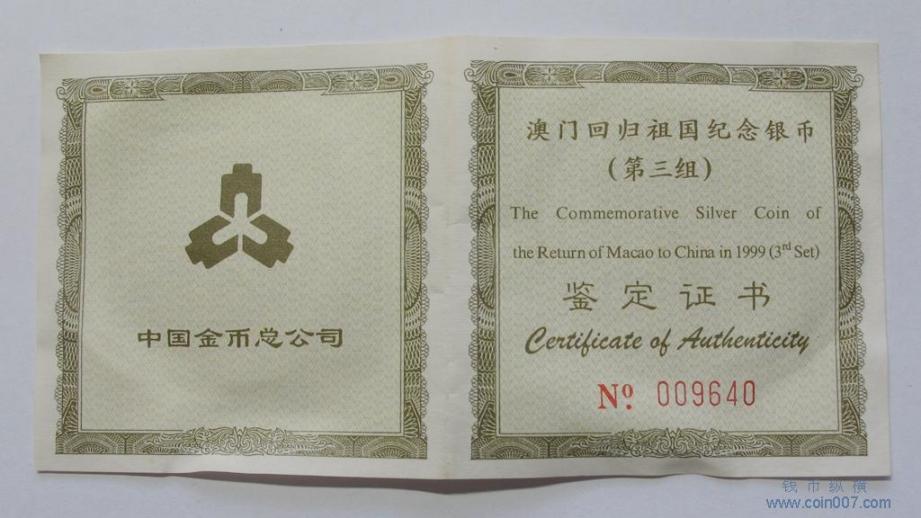 中国金币总公司
澳门回归祖国纪念银币
(第三组)
The Commemorative Silver Coin of
the Return of Macao to China in 1999 (3rd Set)
鉴定证书
Certificate of Authenticity
Nº 009640
钱币纵横
www.coin007.com